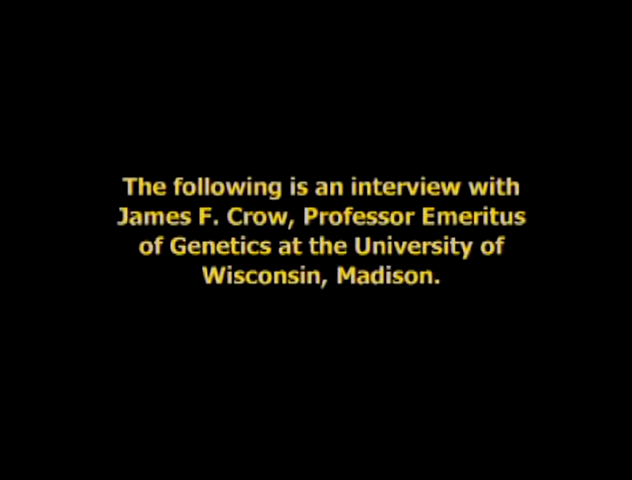 The following is an interview with
James F. Crow, Professor Emeritus
of Genetics at the University of
Wisconsin, Madison.